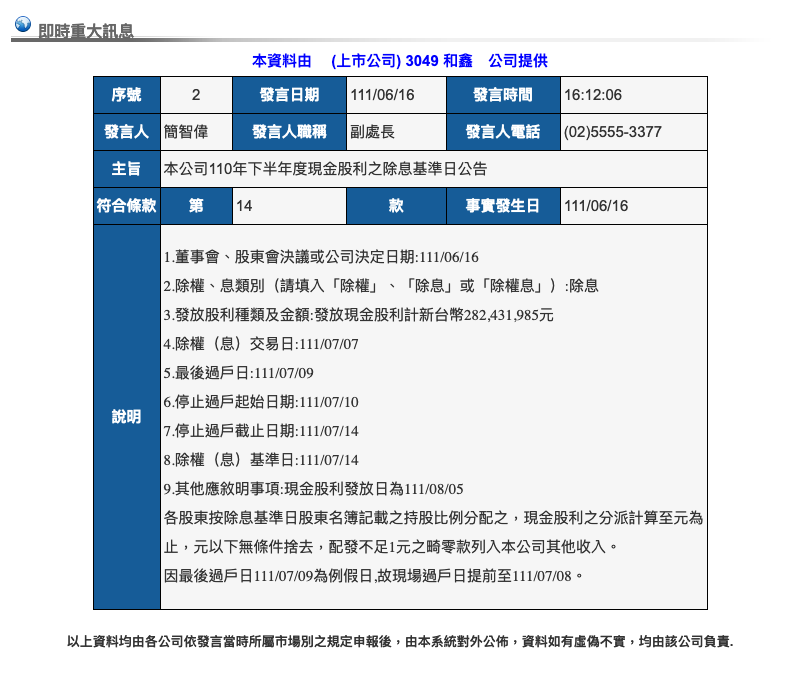 即時重大訊息
本資料由 (上市公司) 3049 和鑫 公司提供
序號 2 發言日期 111/06/16 發言時間 16:12:06
發言人 簡智偉 發言人職稱 副處長 發言人電話 (02)5555-3377
主旨 本公司110年下半年度現金股利之除息基準日公告
符合條款 第 14 款 事實發生日 111/06/16
說明
1.董事會、股東會決議或公司決定日期:111/06/16
2.除權、息類別（請填入「除權」、「除息」或「除權息」）:除息
3.發放股利種類及金額:發放現金股利計新台幣282,431,985元
4.除權（息）交易日:111/07/07
5.最後過戶日:111/07/09
6.停止過戶起始日期:111/07/10
7.停止過戶截止日期:111/07/14
8.除權（息）基準日:111/07/14
9.其他應敘明事項:現金股利發放日為111/08/05
各股東按除息基準日股東名簿記載之持股比例分配之，現金股利之分派計算至元為
止，元以下無條件捨去，配發不足1元之畸零款列入本公司其他收入。
因最後過戶日111/07/09為例假日,故現場過戶日提前至111/07/08。
以上資料均由各公司依發言當時所屬市場別之規定申報後，由本系統對外公佈，資料如有虛偽不實，均由該公司負責.